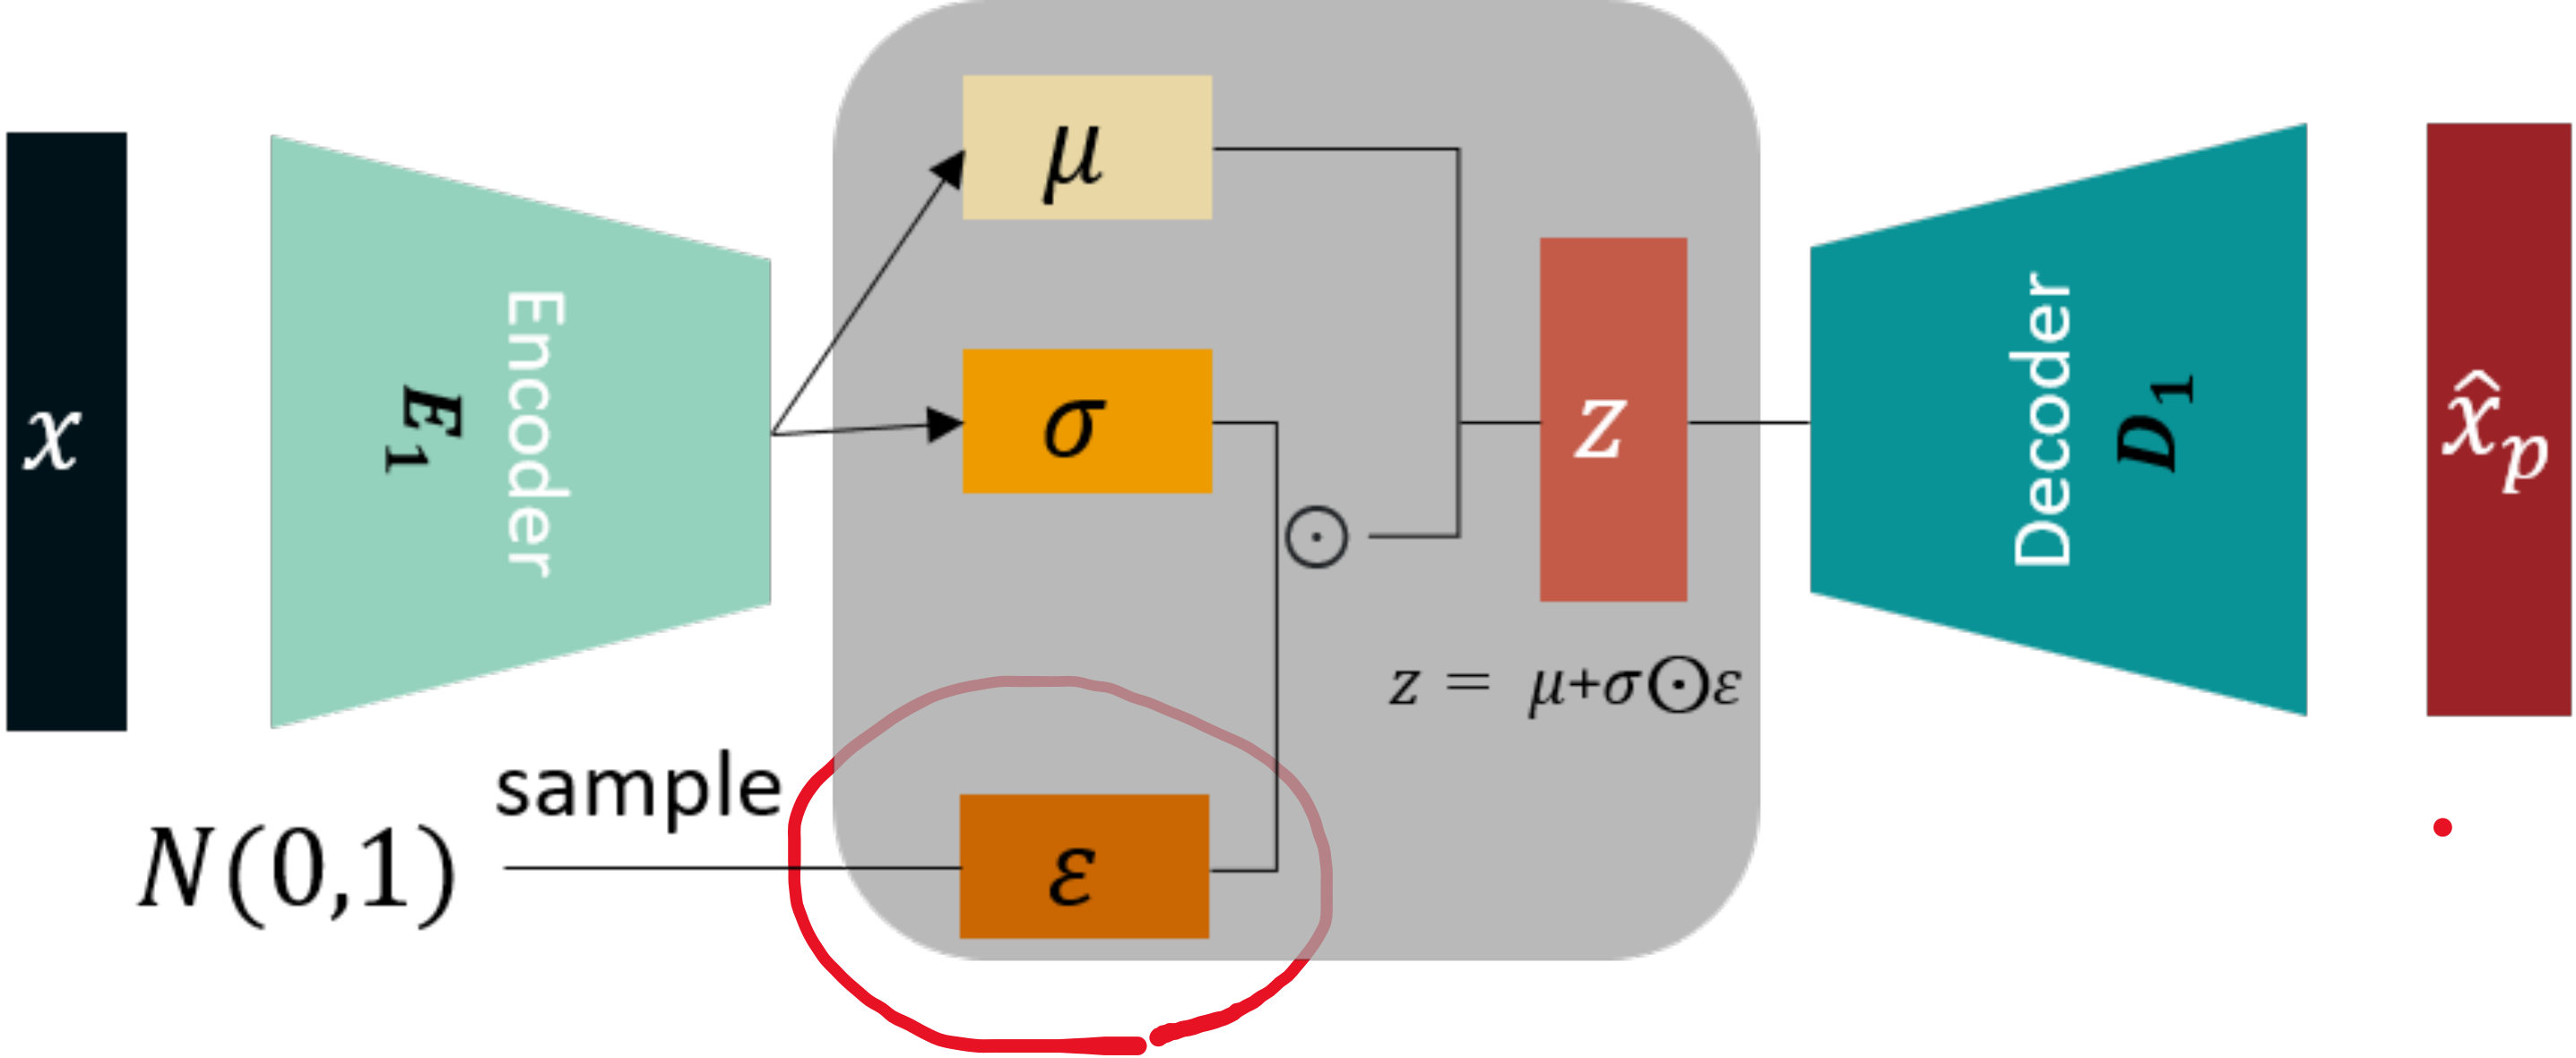 x
Encoder
E₁
μ
σ
⊙
z
z = μ+σ⊙ε
Decoder
D₁
x̂ₚ
sample
N(0,1)
ε